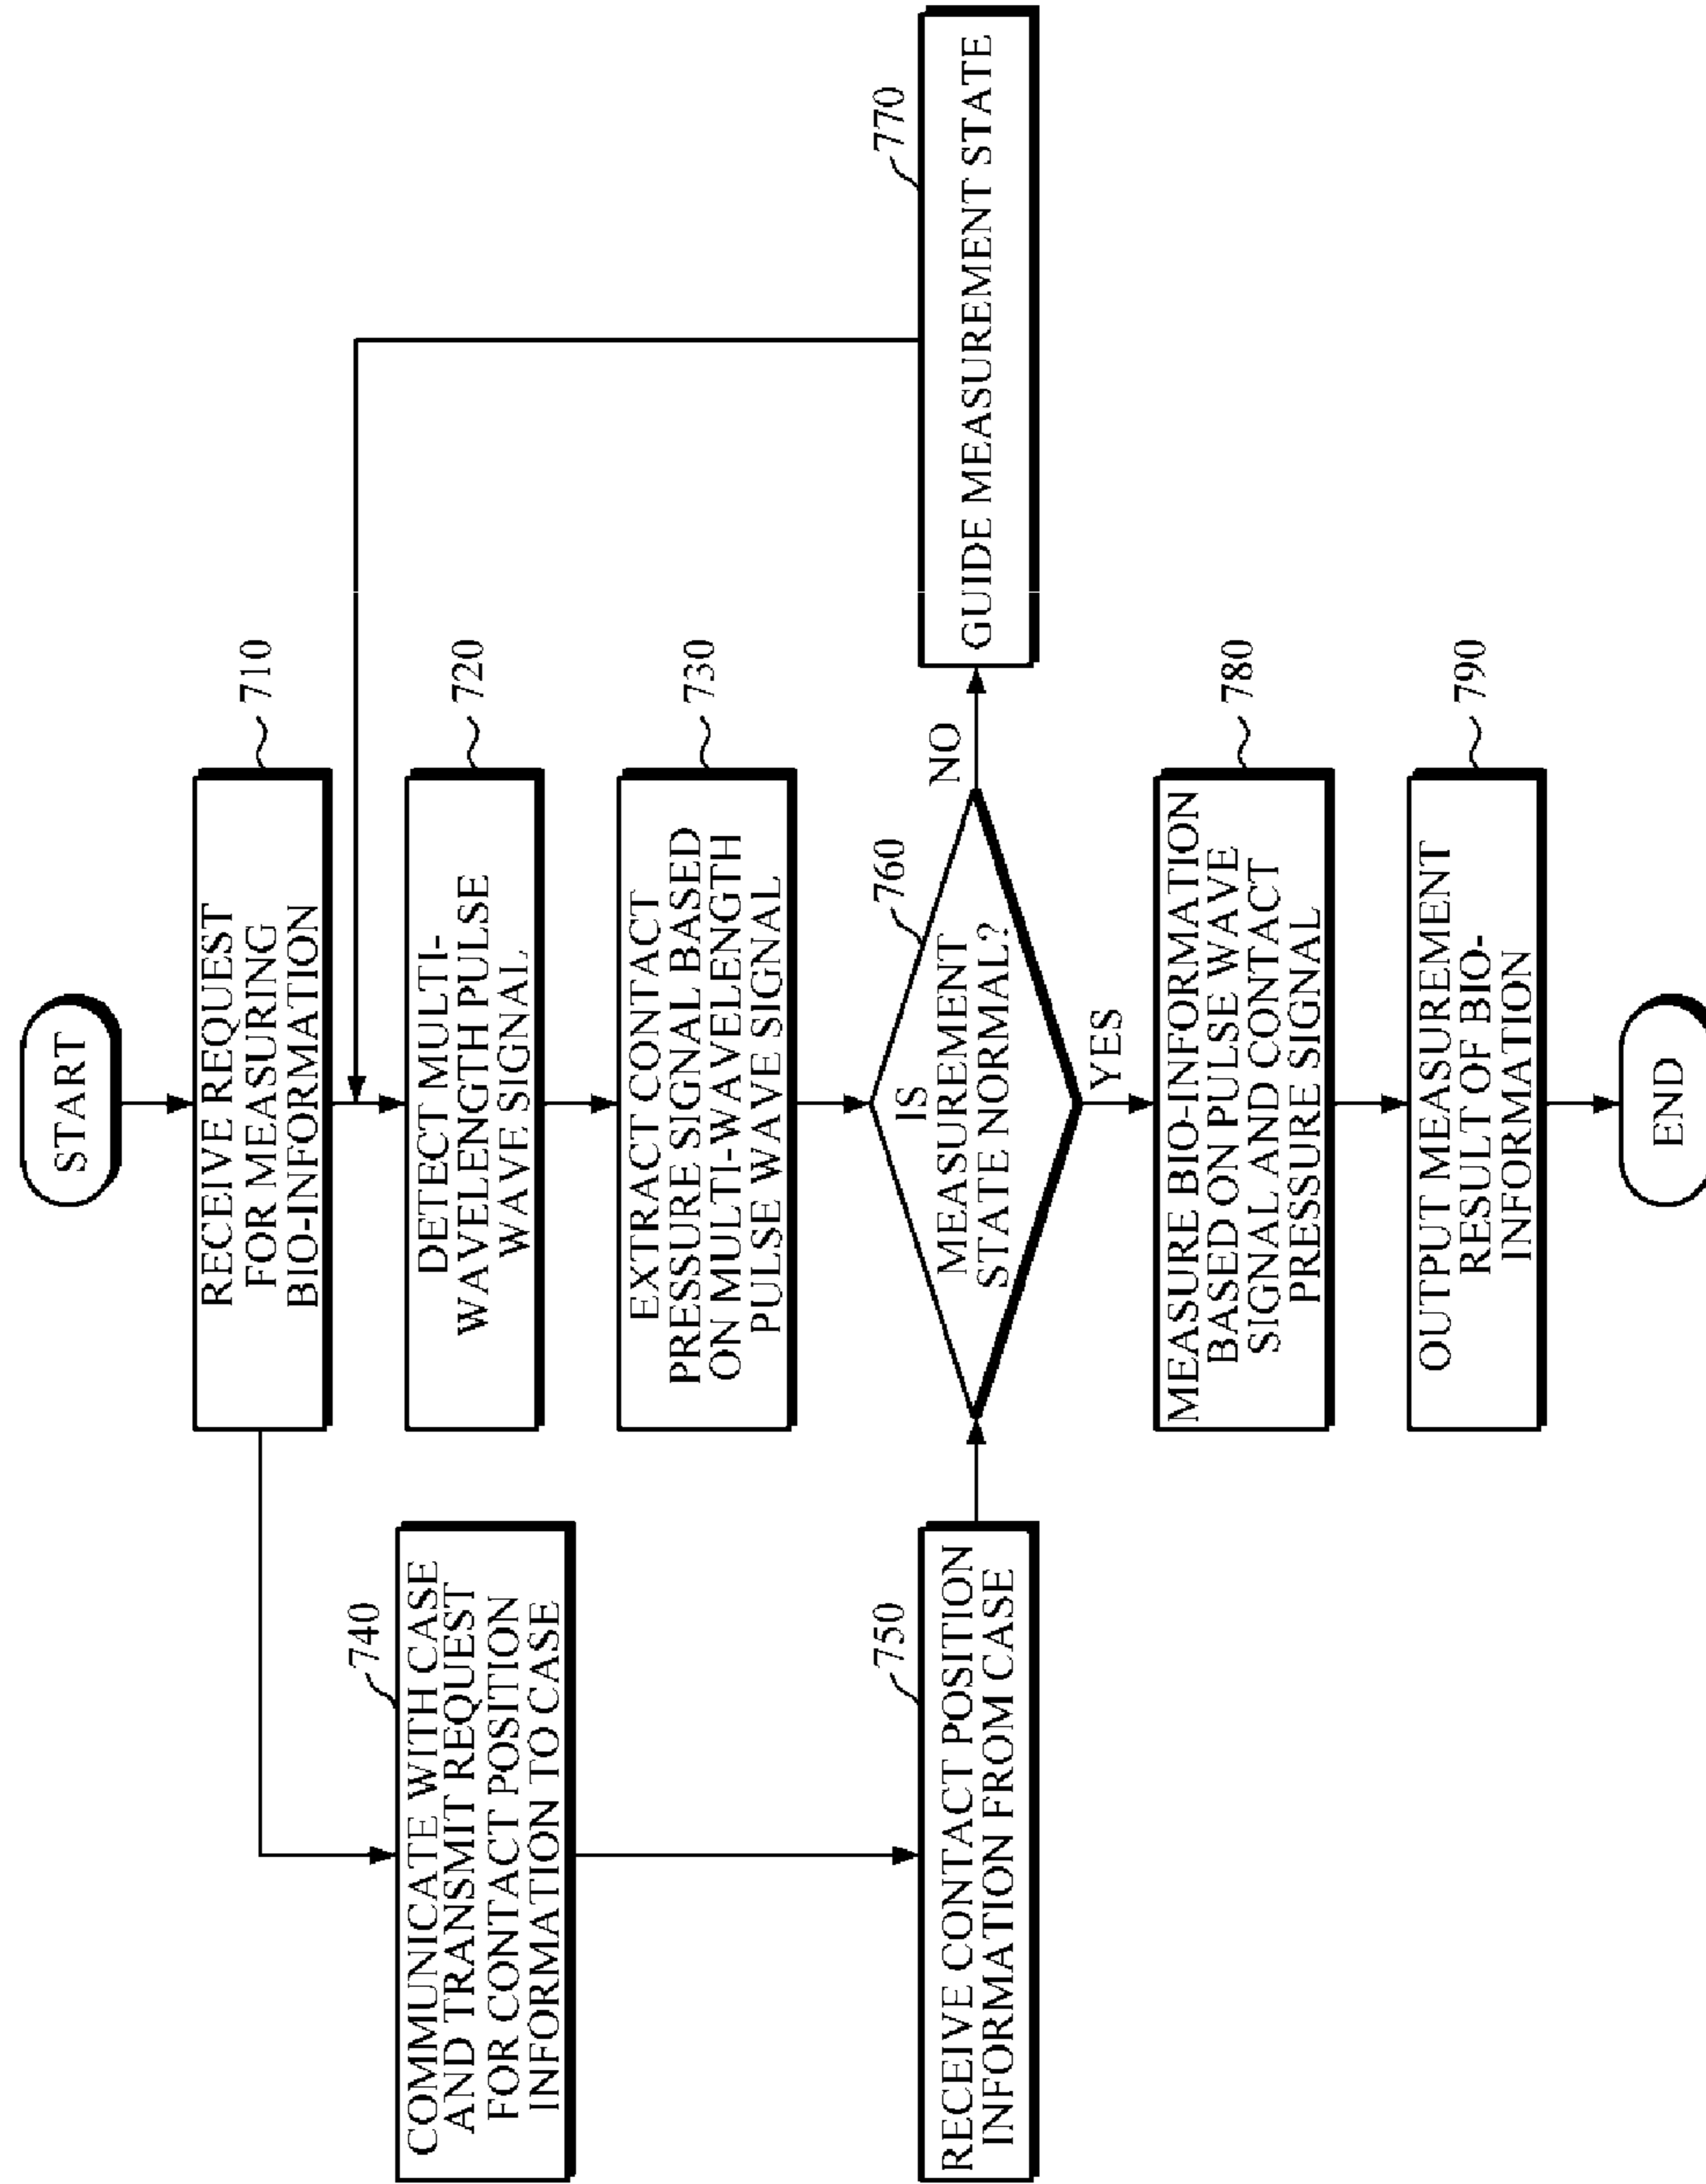 START
710
RECEIVE REQUEST
FOR MEASURING
BIO-INFORMATION
720
DETECT MULTI-
WAVELENGTH PULSE
WAVE SIGNAL
730
EXTRACT CONTACT
PRESSURE SIGNAL BASED
ON MULTI-WAVELENGTH
PULSE WAVE SIGNAL
740
COMMUNICATE WITH CASE
AND TRANSMIT REQUEST
FOR CONTACT POSITION
INFORMATION TO CASE
750
RECEIVE CONTACT POSITION
INFORMATION FROM CASE
760
IS
MEASUREMENT
STATE NORMAL?
NO
770
GUIDE MEASUREMENT STATE
YES
780
MEASURE BIO-INFORMATION
BASED ON PULSE WAVE
SIGNAL AND CONTACT
PRESSURE SIGNAL
790
OUTPUT MEASUREMENT
RESULT OF BIO-
INFORMATION
END